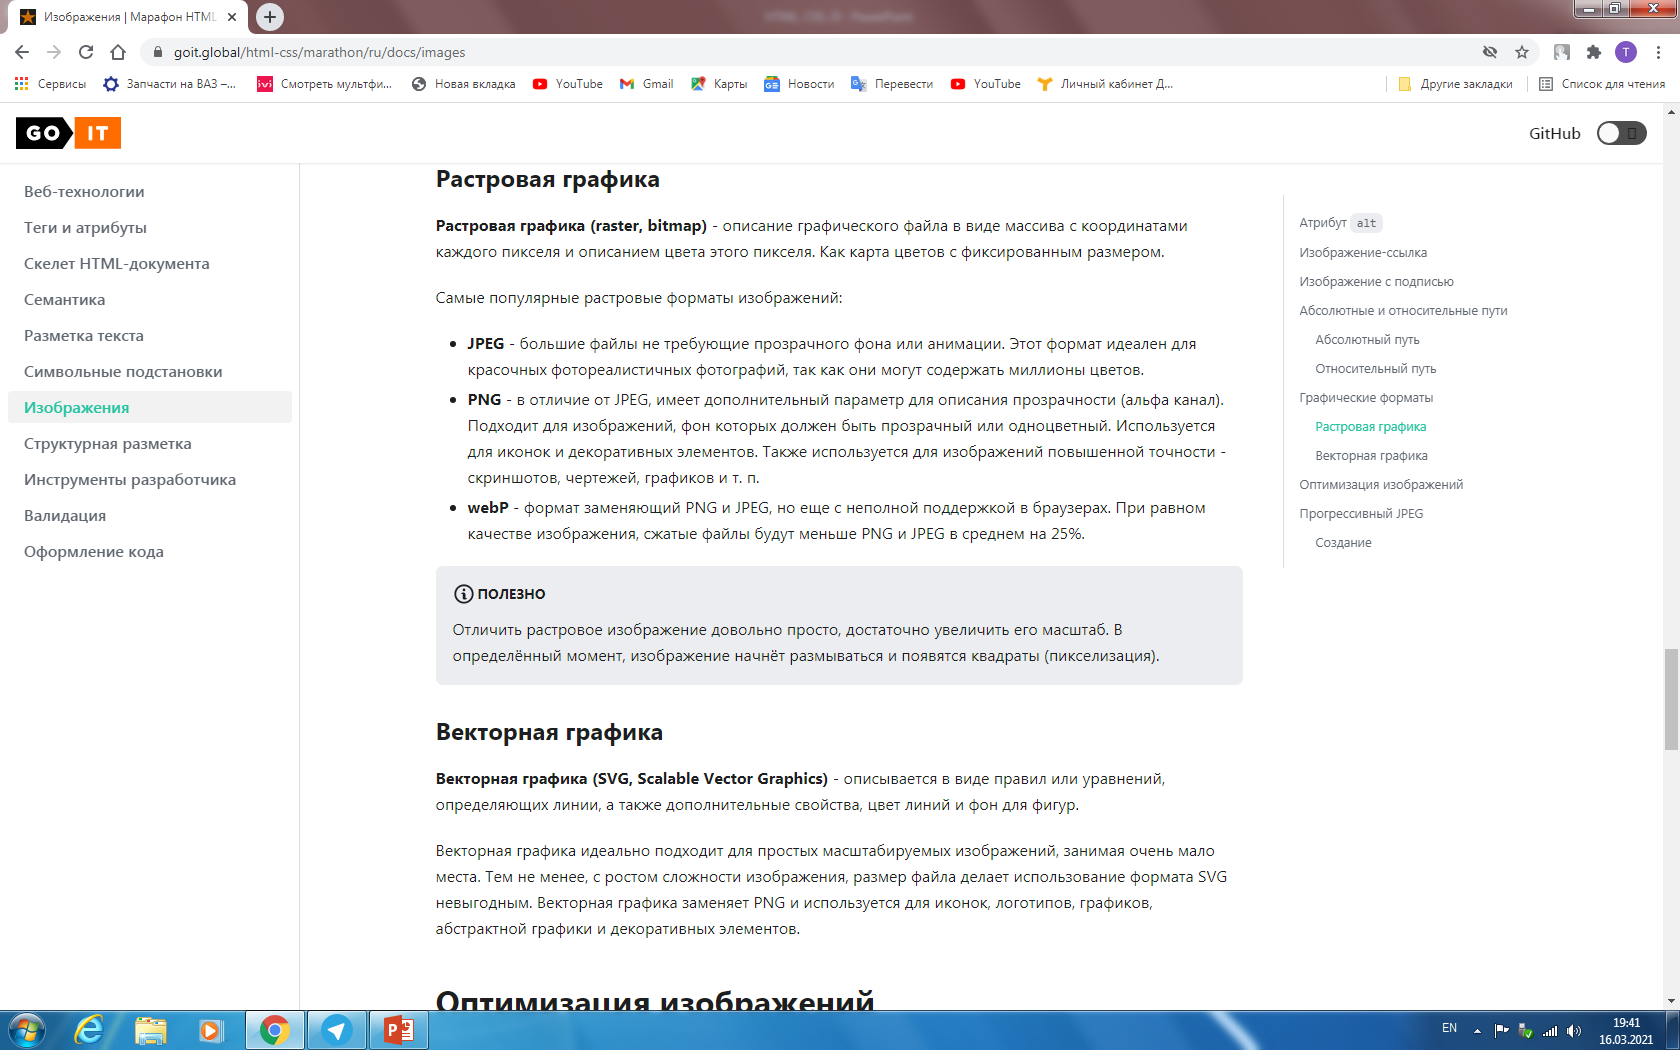 Изображения | Марафон HTML
goit.global/html-css/marathon/ru/docs/images
T
Сервисы
Запчасти на ВАЗ –...
ivi
Смотреть мультфи...
Новая вкладка
YouTube
Gmail
Карты
Новости
Перевести
YouTube
Личный кабинет Д...
Другие закладки
Список для чтения
GO IT
GitHub
Веб-технологии
Теги и атрибуты
Скелет HTML-документа
Семантика
Разметка текста
Символьные подстановки
Изображения
Структурная разметка
Инструменты разработчика
Валидация
Оформление кода
Растровая графика
Растровая графика (raster, bitmap) - описание графического файла в виде массива с координатами
каждого пикселя и описанием цвета этого пикселя. Как карта цветов с фиксированным размером.
Самые популярные растровые форматы изображений:
JPEG - большие файлы не требующие прозрачного фона или анимации. Этот формат идеален для
красочных фотореалистичных фотографий, так как они могут содержать миллионы цветов.
PNG - в отличие от JPEG, имеет дополнительный параметр для описания прозрачности (альфа канал).
Подходит для изображений, фон которых должен быть прозрачный или одноцветный. Используется
для иконок и декоративных элементов. Также используется для изображений повышенной точности -
скриншотов, чертежей, графиков и т. п.
webP - формат заменяющий PNG и JPEG, но еще с неполной поддержкой в браузерах. При равном
качестве изображения, сжатые файлы будут меньше PNG и JPEG в среднем на 25%.
ПОЛЕЗНО
Отличить растровое изображение довольно просто, достаточно увеличить его масштаб. В
определённый момент, изображение начнёт размываться и появятся квадраты (пикселизация).
Векторная графика
Векторная графика (SVG, Scalable Vector Graphics) - описывается в виде правил или уравнений,
определяющих линии, а также дополнительные свойства, цвет линий и фон для фигур.
Векторная графика идеально подходит для простых масштабируемых изображений, занимая очень мало
места. Тем не менее, с ростом сложности изображения, размер файла делает использование формата SVG
невыгодным. Векторная графика заменяет PNG и используется для иконок, логотипов, графиков,
абстрактной графики и декоративных элементов.
Оптимизация изображений
Атрибут alt
Изображение-ссылка
Изображение с подписью
Абсолютные и относительные пути
Абсолютный путь
Относительный путь
Графические форматы
Растровая графика
Векторная графика
Оптимизация изображений
Прогрессивный JPEG
Создание
EN
19:41
16.03.2021